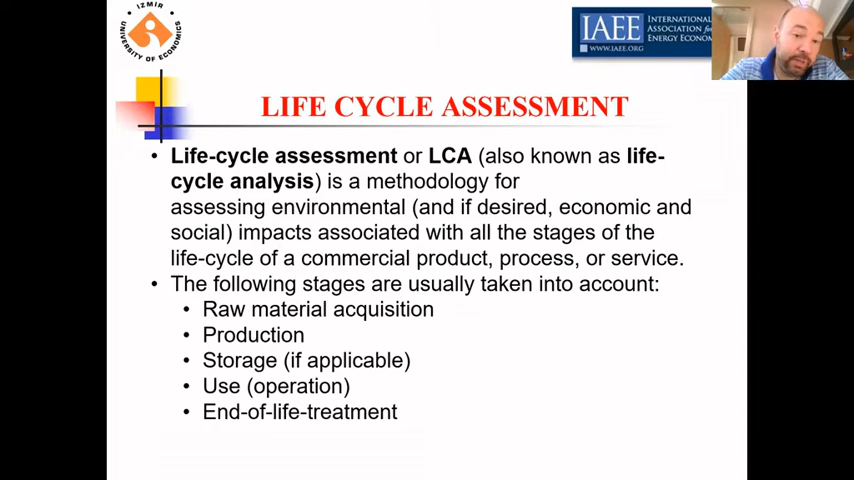 IZMIR
UNIVERSITY OF ECONOMICS
IAEE
INTERNATIONAL
Association for
ENERGY ECONOM
WWW.IAEE.ORG
LIFE CYCLE ASSESSMENT
• Life-cycle assessment or LCA (also known as life-
cycle analysis) is a methodology for
assessing environmental (and if desired, economic and
social) impacts associated with all the stages of the
life-cycle of a commercial product, process, or service.
• The following stages are usually taken into account:
• Raw material acquisition
• Production
• Storage (if applicable)
• Use (operation)
• End-of-life-treatment